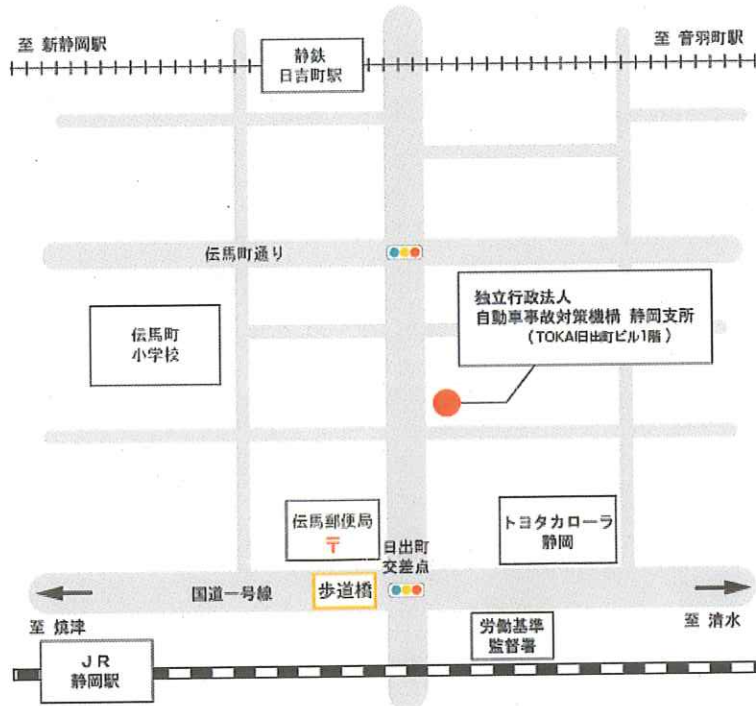 至 新静岡駅
静鉄
日吉町駅
至 音羽町駅
伝馬町通り
独立行政法人
自動車事故対策機構 静岡支所
(TOKAI日出町ビル1階)
伝馬町
小学校
伝馬郵便局
〒
日出町
交差点
トヨタカローラ
静岡
国道一号線
歩道橋
至 焼津
至 清水
労働基準
監督署
JR
静岡駅